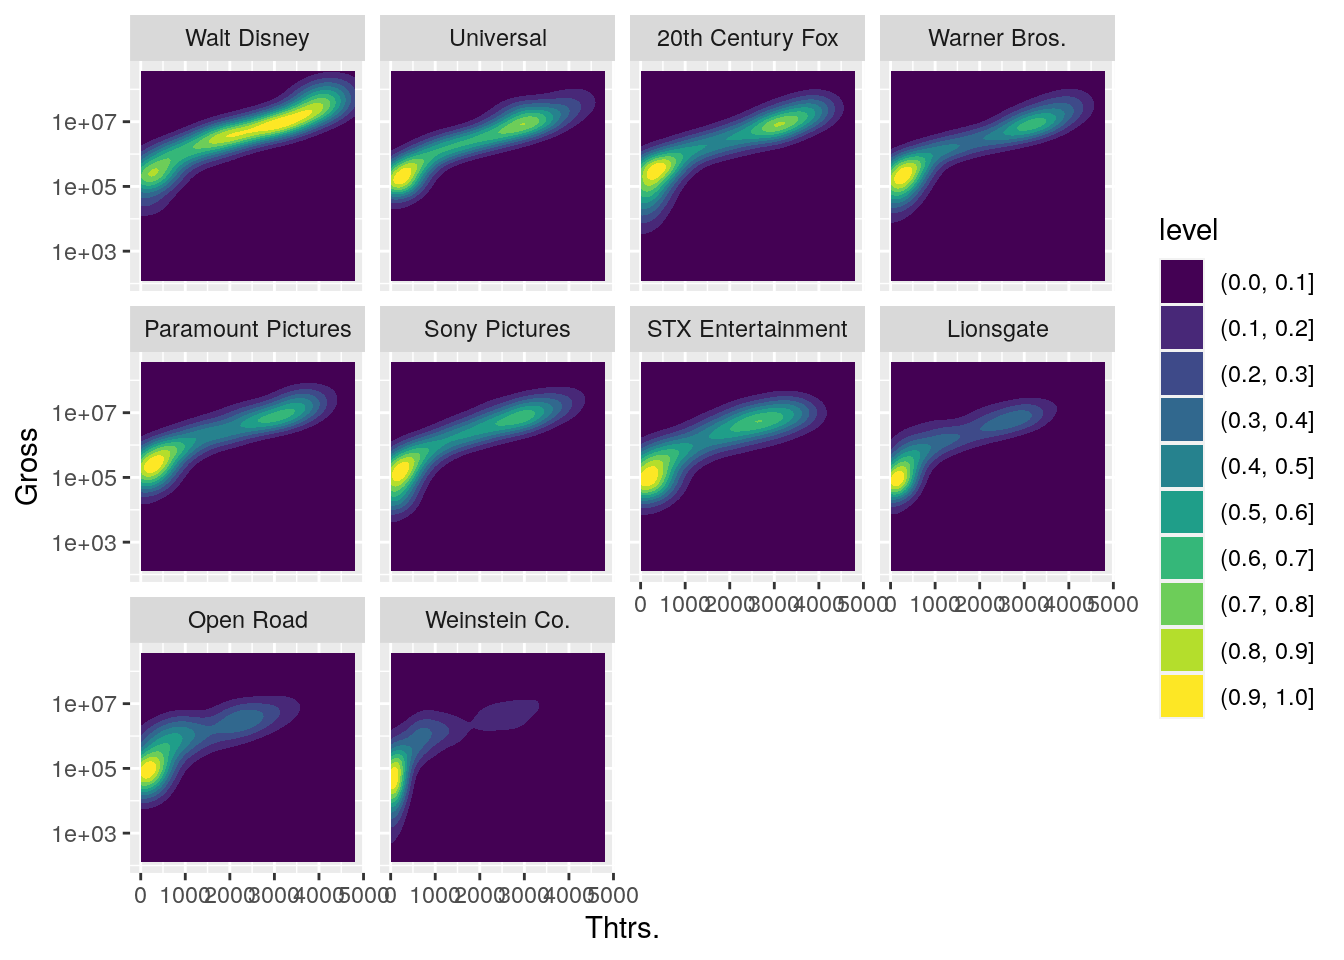 Walt Disney
Universal
20th Century Fox
Warner Bros.
1e+07
1e+05
1e+03
Paramount Pictures
Sony Pictures
STX Entertainment
Lionsgate
1e+07
1e+05
1e+03
0 1000 2000 3000 4000 5000
0 1000 2000 3000 4000 5000
Open Road
Weinstein Co.
1e+07
1e+05
1e+03
0 1000 2000 3000 4000 5000
0 1000 2000 3000 4000 5000
Thtrs.
Gross
level
(0.0, 0.1]
(0.1, 0.2]
(0.2, 0.3]
(0.3, 0.4]
(0.4, 0.5]
(0.5, 0.6]
(0.6, 0.7]
(0.7, 0.8]
(0.8, 0.9]
(0.9, 1.0]